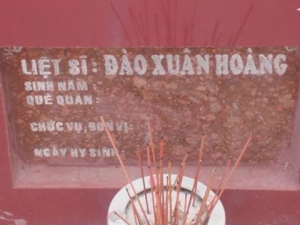 LIỆT SĨ : ĐÀO XUÂN HOÀNG
SINH NĂM :
QUÊ QUÁN :
CHỨC VỤ, ĐƠN VỊ :
NGÀY HY SINH